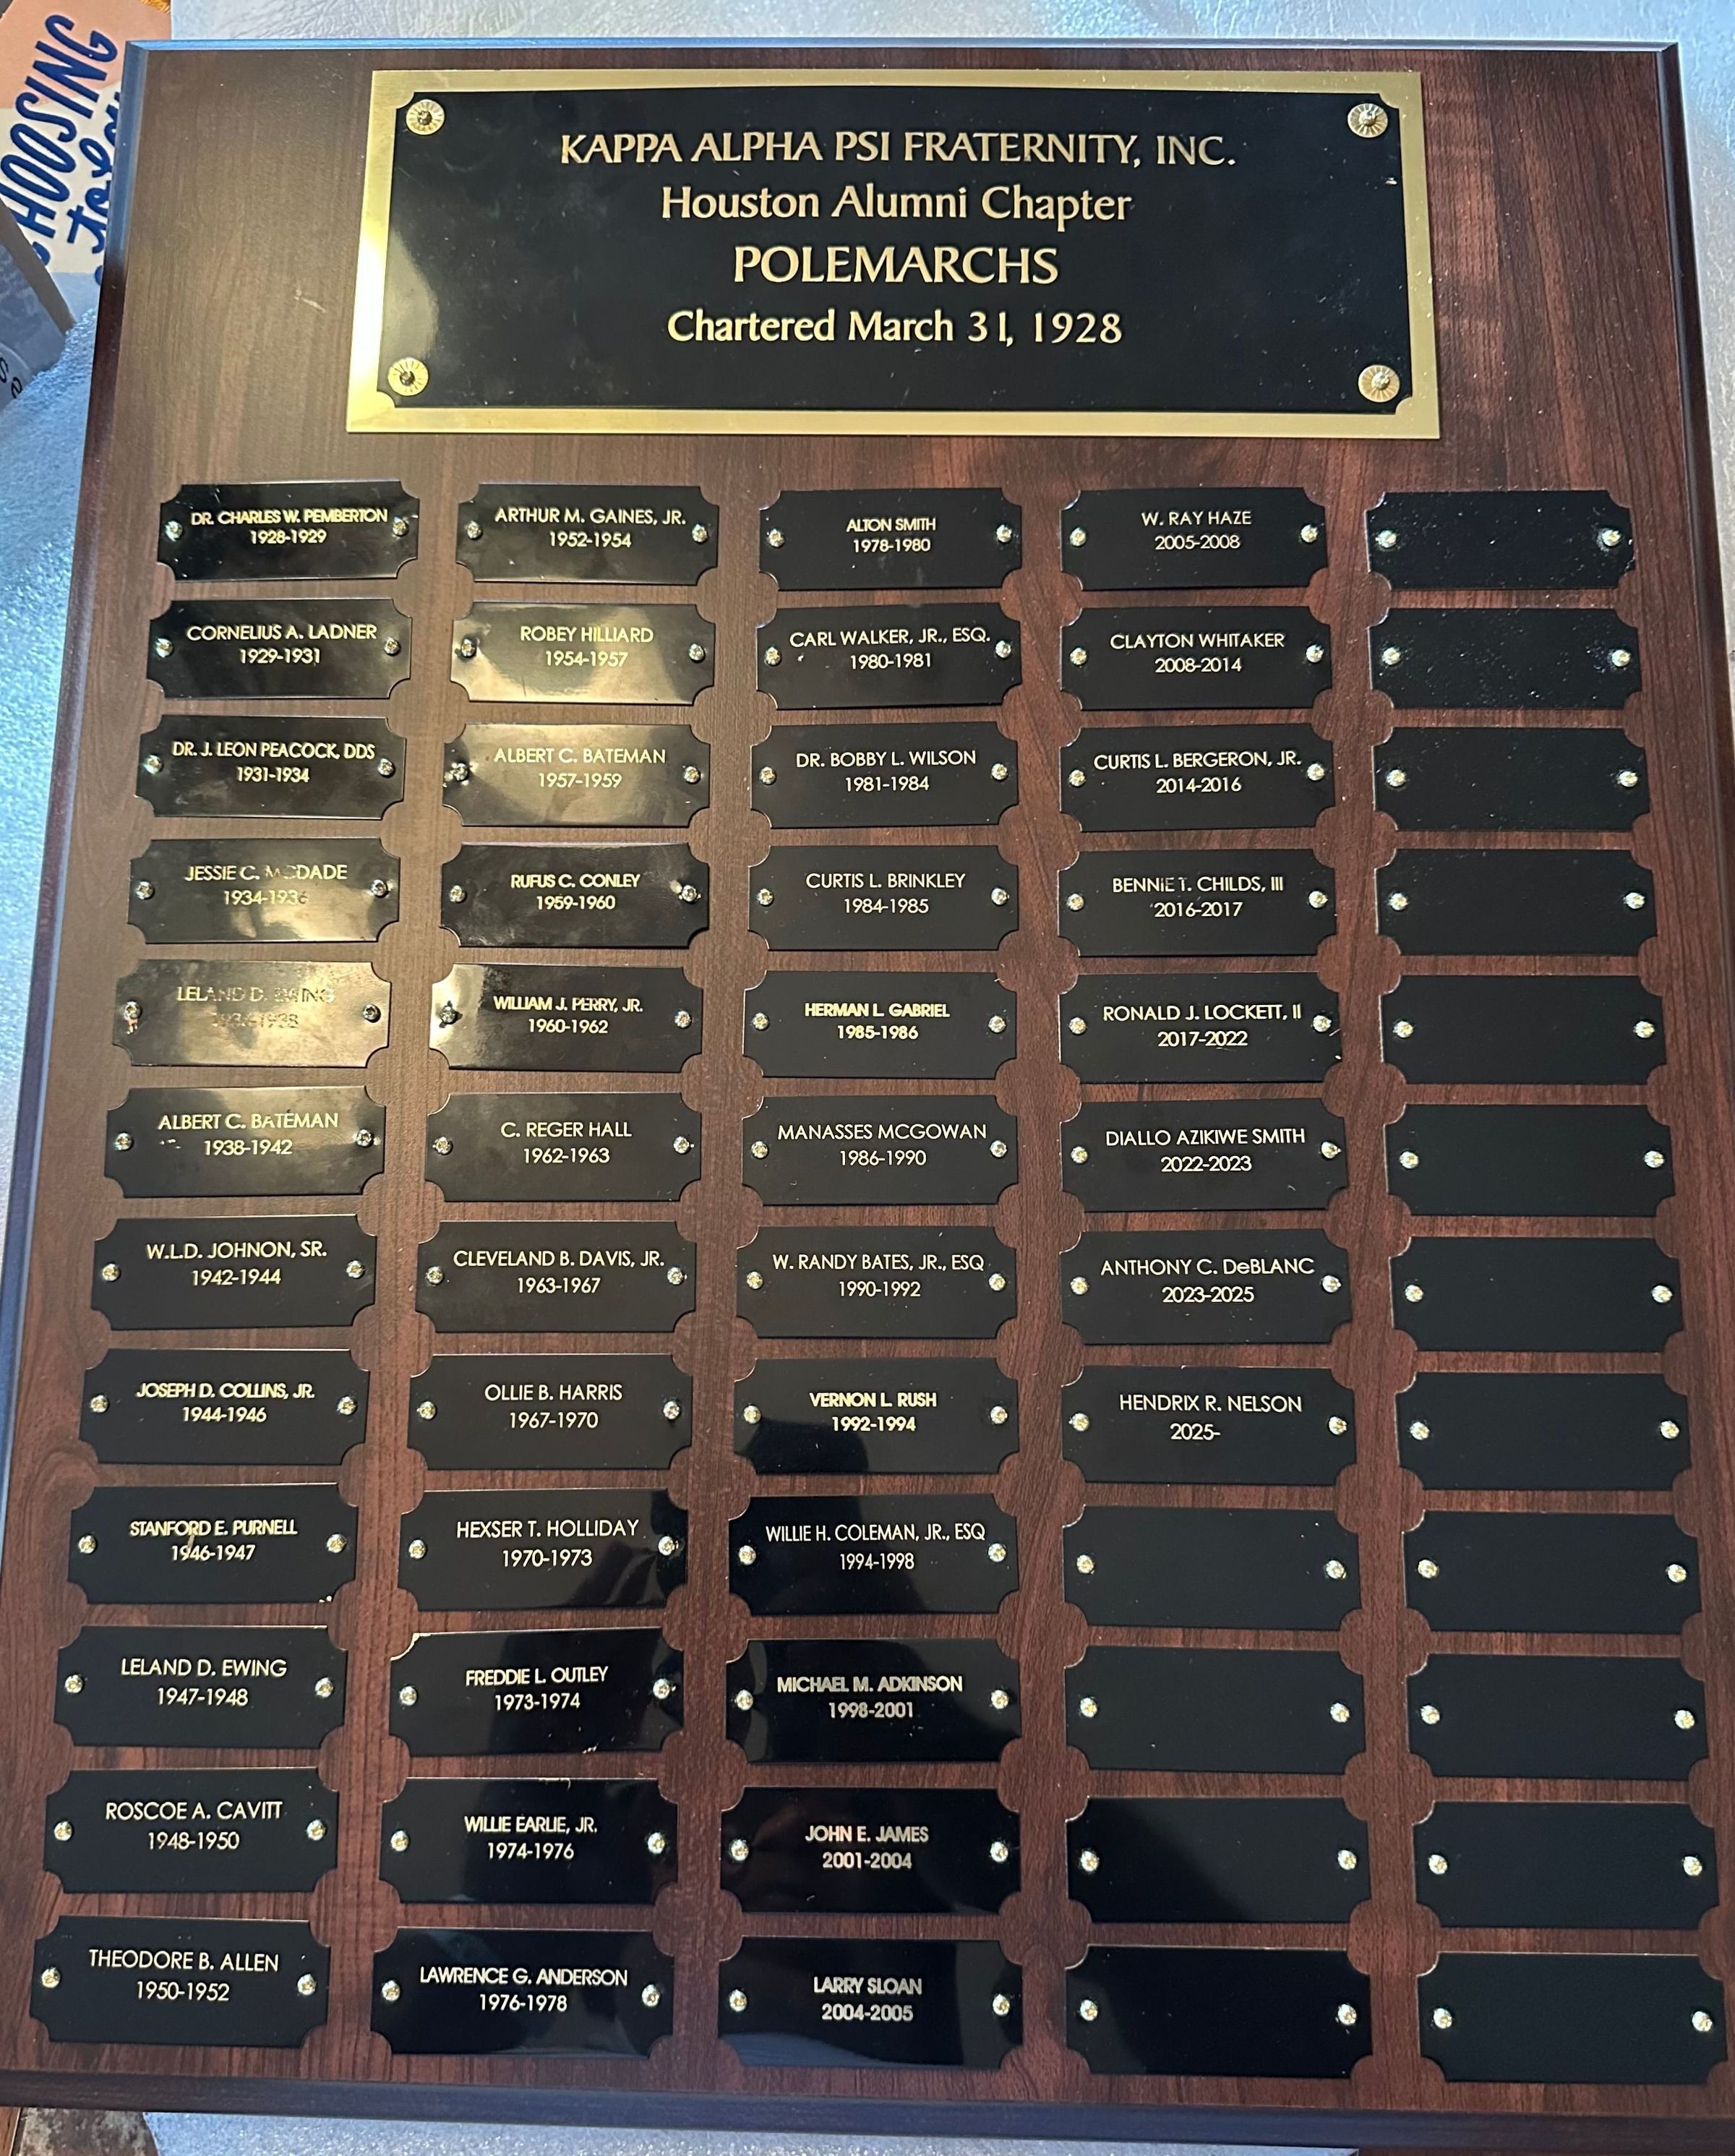 HOOSING
KAPPA ALPHA PSI FRATERNITY, INC.
Houston Alumni Chapter
POLEMARCHS
Chartered March 31, 1928
DR. CHARLES W. PEMBERTON
1928-1929
CORNELIUS A. LADNER
1929-1931
DR. J. LEON PEACOCK, DDS
1931-1934
JESSIE C. MCDADE
1934-1936
LELAND D. EWING
ALBERT C. BATEMAN
1938-1942
W.L.D. JOHNON, SR.
1942-1944
JOSEPH D. COLLINS, JR.
1944-1946
STANFORD E. PURNELL
1946-1947
LELAND D. EWING
1947-1948
ROSCOE A. CAVITT
1948-1950
THEODORE B. ALLEN
1950-1952
ARTHUR M. GAINES, JR.
1952-1954
ROBEY HILLIARD
1954-1957
ALBERT C. BATEMAN
1957-1959
RUFUS C. CONLEY
1959-1960
WILLIAM J. PERRY, JR.
1960-1962
C. REGER HALL
1962-1963
CLEVELAND B. DAVIS, JR.
1963-1967
OLLIE B. HARRIS
1967-1970
HEXSER T. HOLLIDAY
1970-1973
FREDDIE L. OUTLEY
1973-1974
WILLIE EARLIE, JR.
1974-1976
LAWRENCE G. ANDERSON
1976-1978
ALTON SMITH
1978-1980
CARL WALKER, JR., ESQ.
1980-1981
DR. BOBBY L. WILSON
1981-1984
CURTIS L. BRINKLEY
1984-1985
HERMAN L. GABRIEL
1985-1986
MANASSES MCGOWAN
1986-1990
W. RANDY BATES, JR., ESQ
1990-1992
VERNON L. RUSH
1992-1994
WILLIE H. COLEMAN, JR., ESQ
1994-1998
MICHAEL M. ADKINSON
1998-2001
JOHN E. JAMES
2001-2004
LARRY SLOAN
2004-2005
W. RAY HAZE
2005-2008
CLAYTON WHITAKER
2008-2014
CURTIS L. BERGERON, JR.
2014-2016
BENNIE T. CHILDS, III
2016-2017
RONALD J. LOCKETT, II
2017-2022
DIALLO AZIKIWE SMITH
2022-2023
ANTHONY C. DeBLANC
2023-2025
HENDRIX R. NELSON
2025-